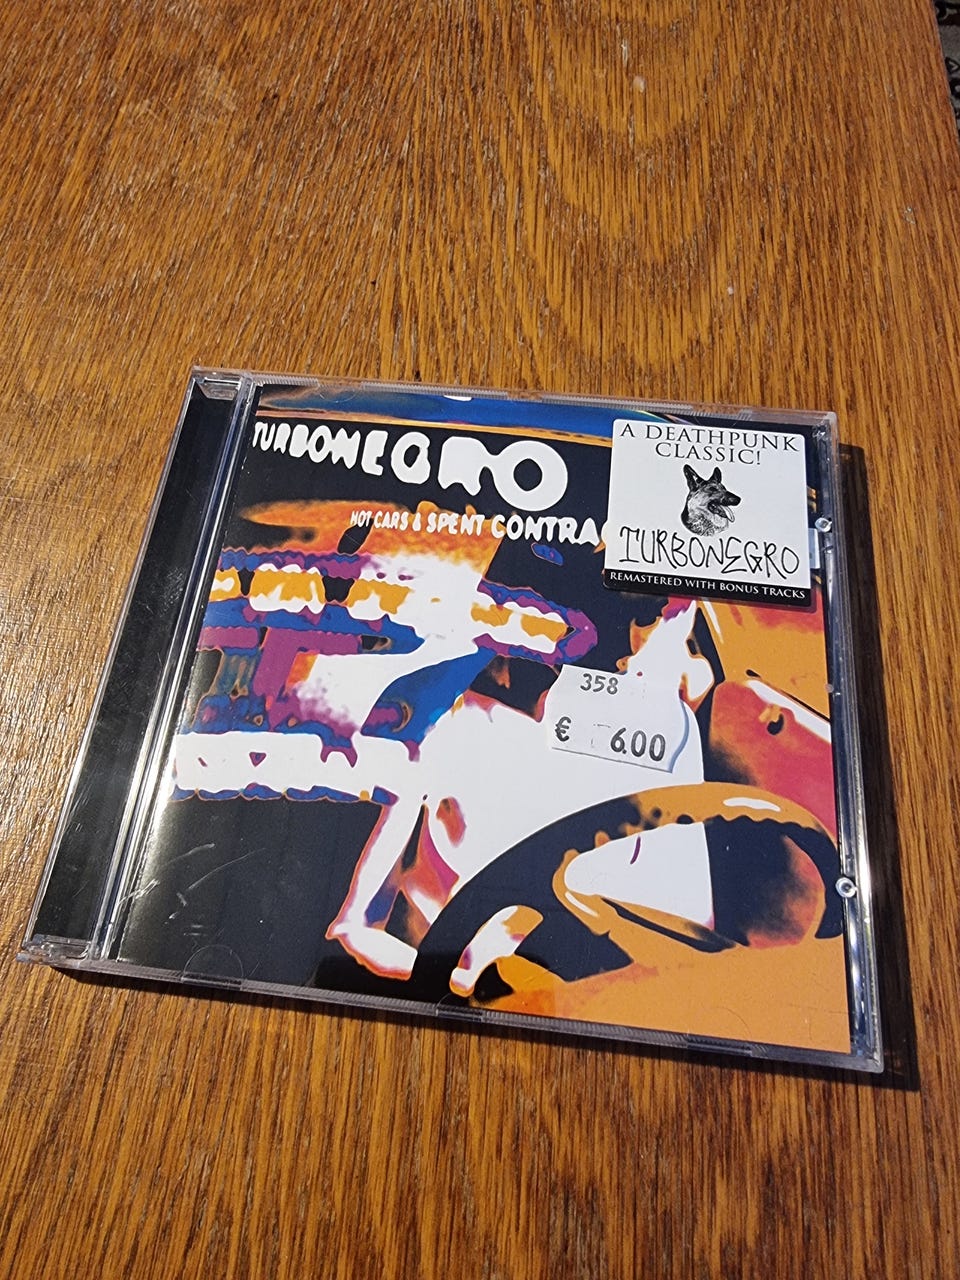 TURBONEGRO
HOT CARS & SPENT CONTRA
A DEATHPUNK
CLASSIC!
TURBONEGRO
REMASTERED WITH BONUS TRACKS
358
€ 6.00